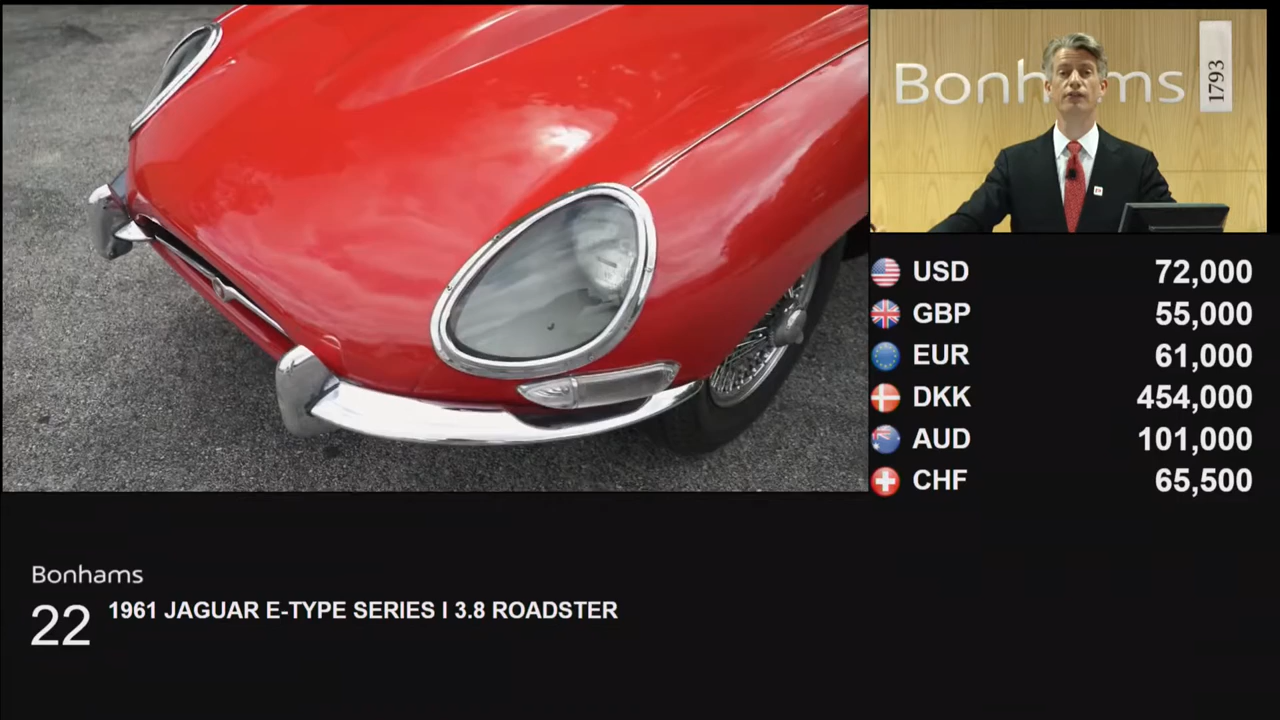 Bonhams
1793
USD 72,000
GBP 55,000
EUR 61,000
DKK 454,000
AUD 101,000
CHF 65,500
Bonhams
22
1961 JAGUAR E-TYPE SERIES I 3.8 ROADSTER